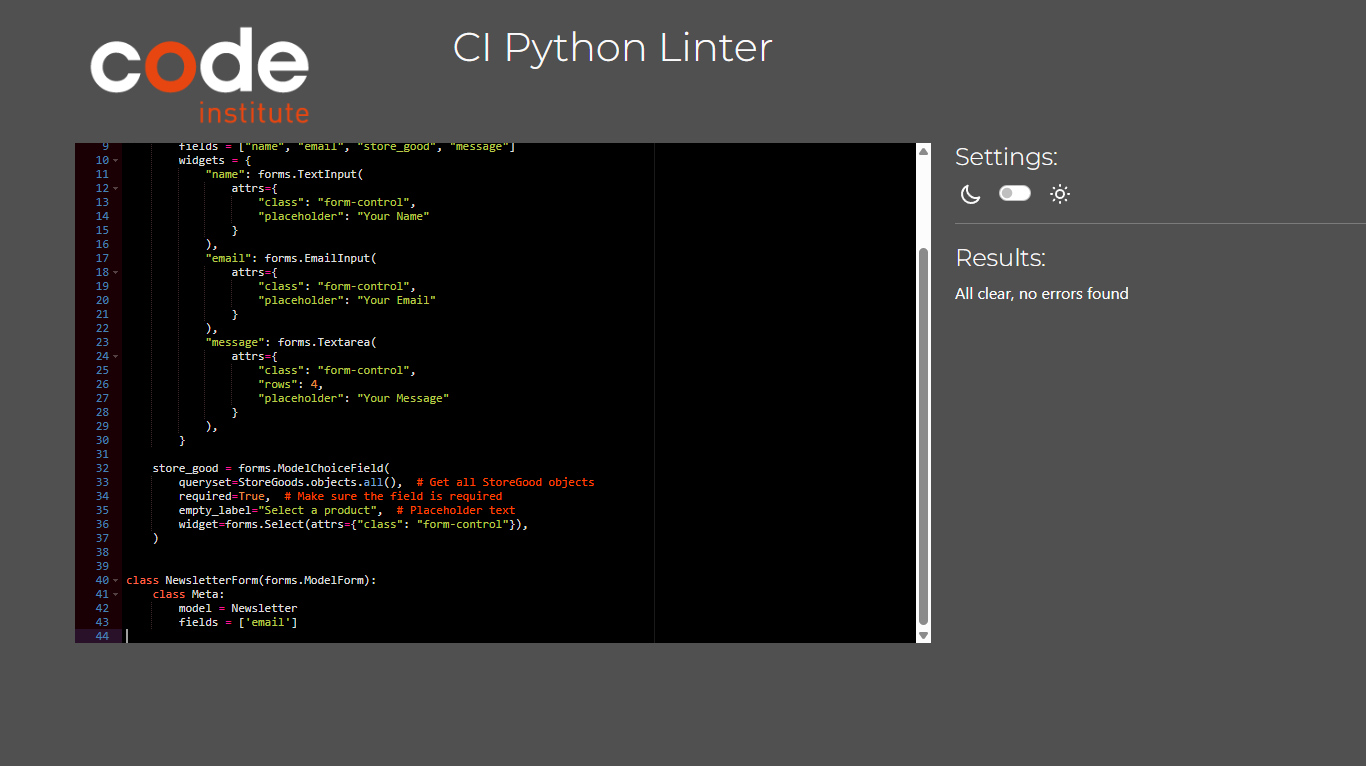 code
institute
CI Python Linter
9 fields = ["name", "email", "store_good", "message"]
10 widgets = {
11 "name": forms.TextInput(
12 attrs={
13 "class": "form-control",
14 "placeholder": "Your Name"
15 }
16 ),
17 "email": forms.EmailInput(
18 attrs={
19 "class": "form-control",
20 "placeholder": "Your Email"
21 }
22 ),
23 "message": forms.Textarea(
24 attrs={
25 "class": "form-control",
26 "rows": 4,
27 "placeholder": "Your Message"
28 }
29 ),
30 }
31
32 store_good = forms.ModelChoiceField(
33 queryset=StoreGoods.objects.all(),  # Get all StoreGood objects
34 required=True,  # Make sure the field is required
35 empty_label="Select a product",  # Placeholder text
36 widget=forms.Select(attrs={"class": "form-control"}),
37 )
38
39
40 class NewsletterForm(forms.ModelForm):
41 class Meta:
42 model = Newsletter
43 fields = ['email']
44
Settings:
Results:
All clear, no errors found